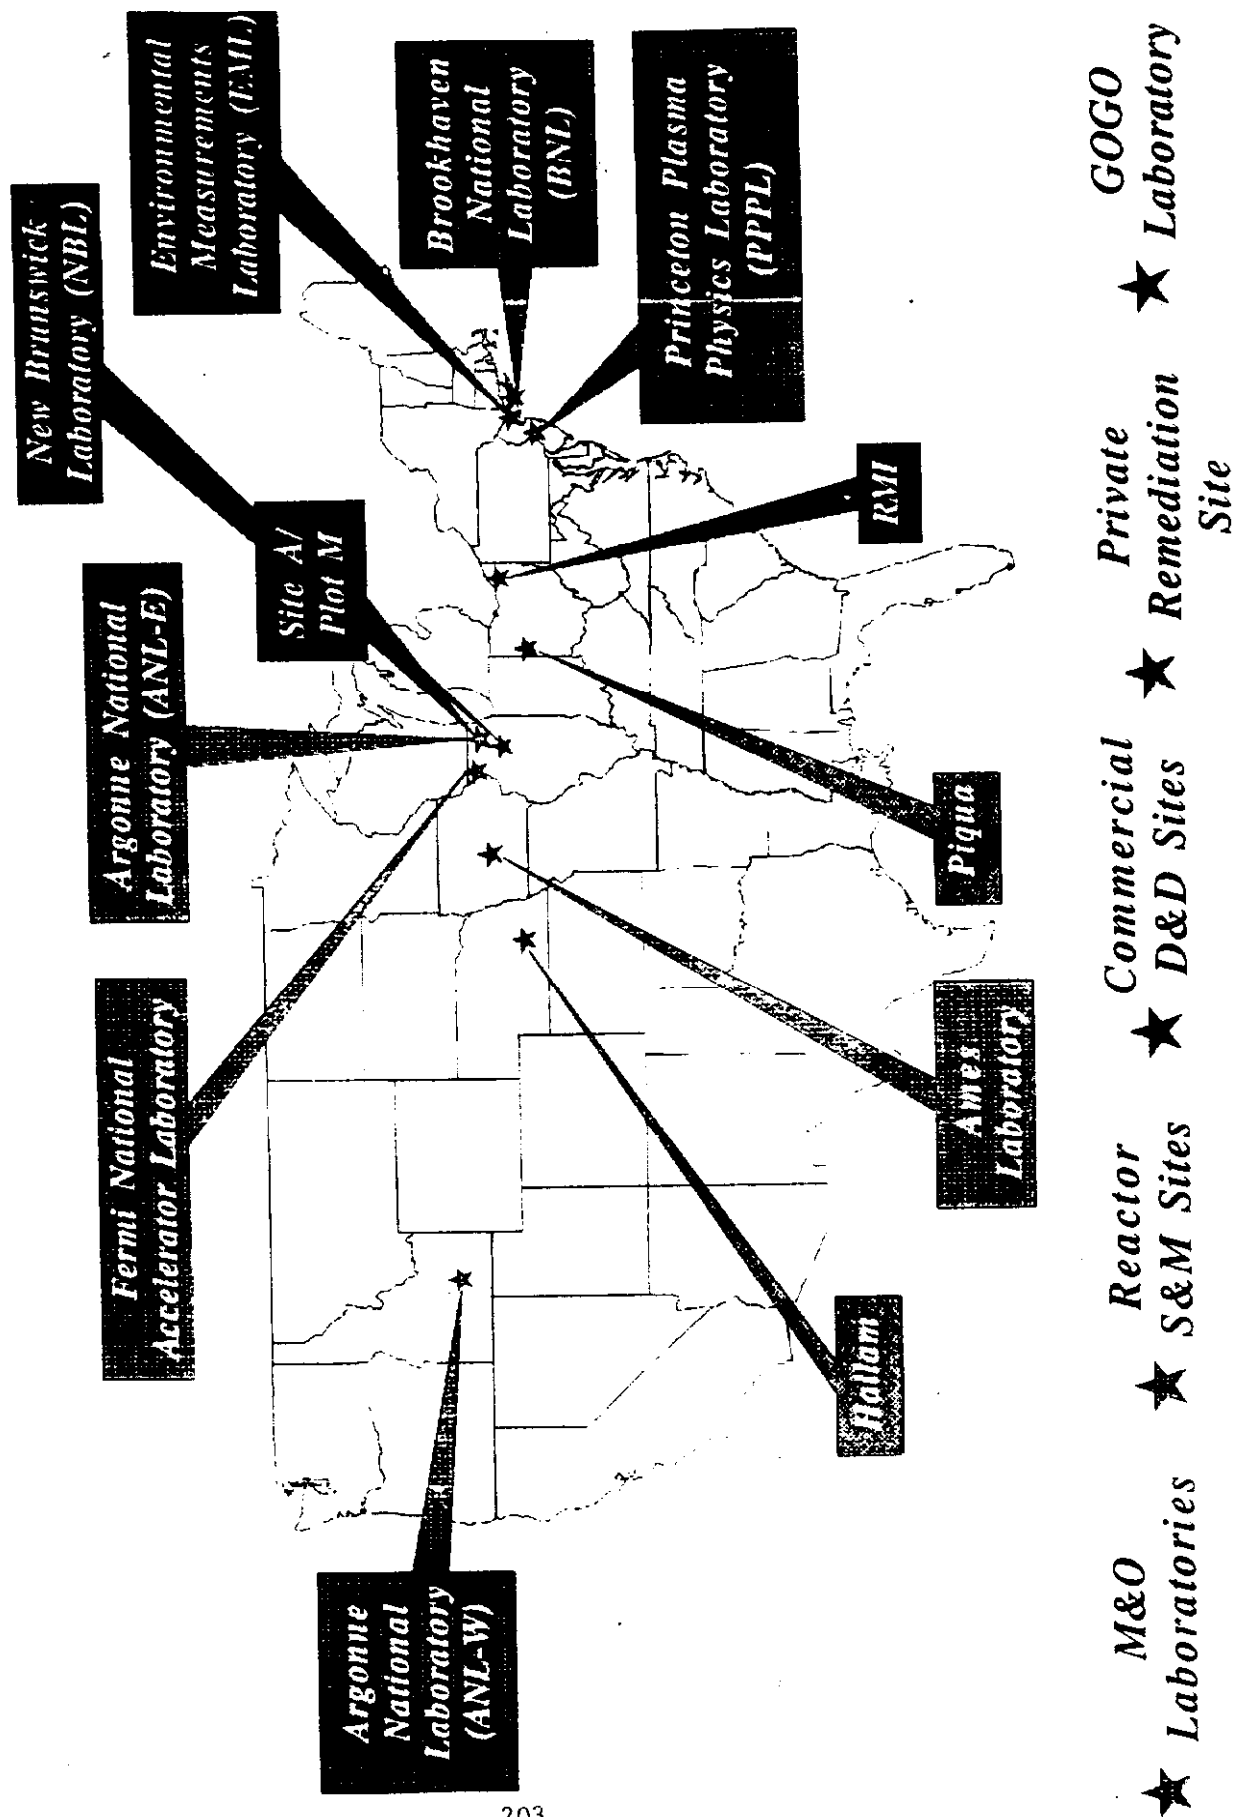 Fermi National
Accelerator Laboratory
Argonne National
Laboratory (ANL-E)
New Brunswick
Laboratory (NBL)
Site A/
Plot M
Environmental
Measurements
Laboratory (EML)
Brookhaven
National
Laboratory
(BNL)
Princeton Plasma
Physics Laboratory
(PPPL)
Argonne
National
Laboratory
(ANL-W)
Hallam
Ames
Laboratory
Piqua
RMI
M&O
Laboratories
Reactor
S&M Sites
Commercial
D&D Sites
Private
Remediation
Site
GOGO
Laboratory
203